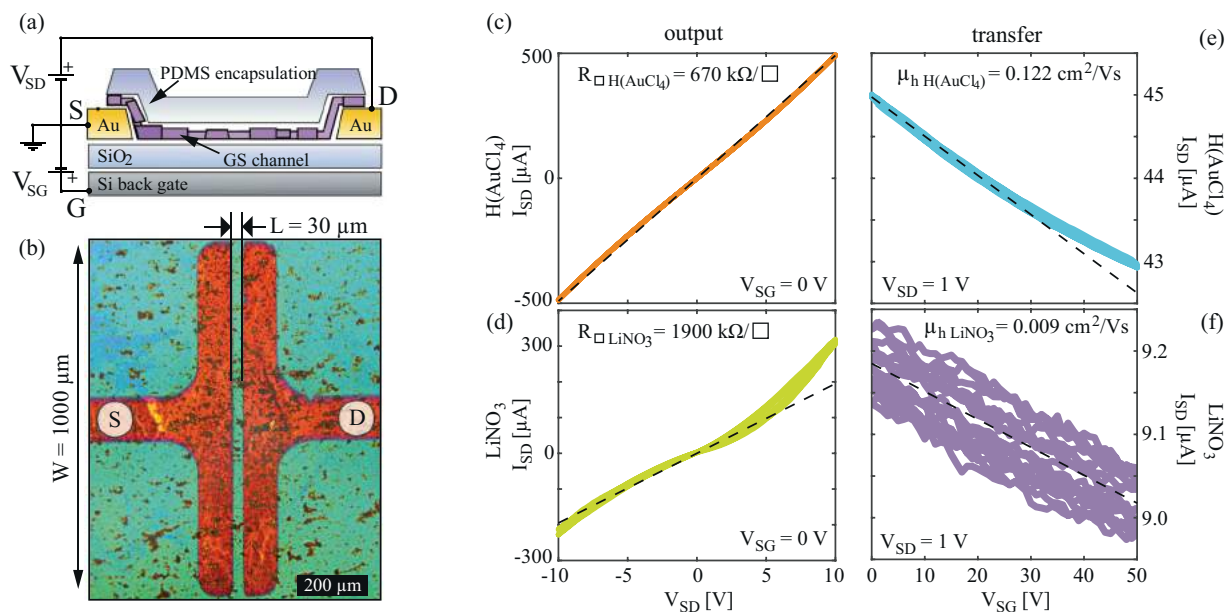 (a)
V_SD
+
PDMS encapsulation
S
D
Au
Au
GS channel
SiO2
V_SG
+
Si back gate
G
(b)
L = 30 µm
W = 1000 µm
S
D
200 µm
output
transfer
(c)
H(AuCl4)
I_SD [µA]
500
0
-500
R□ H(AuCl4) = 670 kΩ/□
V_SG = 0 V
(e)
µh H(AuCl4) = 0.122 cm²/Vs
V_SD = 1 V
45
44
43
H(AuCl4)
I_SD [µA]
(d)
LiNO3
I_SD [µA]
300
0
-300
R□ LiNO3 = 1900 kΩ/□
V_SG = 0 V
-10
-5
0
5
10
V_SD [V]
(f)
µh LiNO3 = 0.009 cm²/Vs
V_SD = 1 V
9.2
9.1
9.0
LiNO3
I_SD [µA]
0
10
20
30
40
50
V_SG [V]